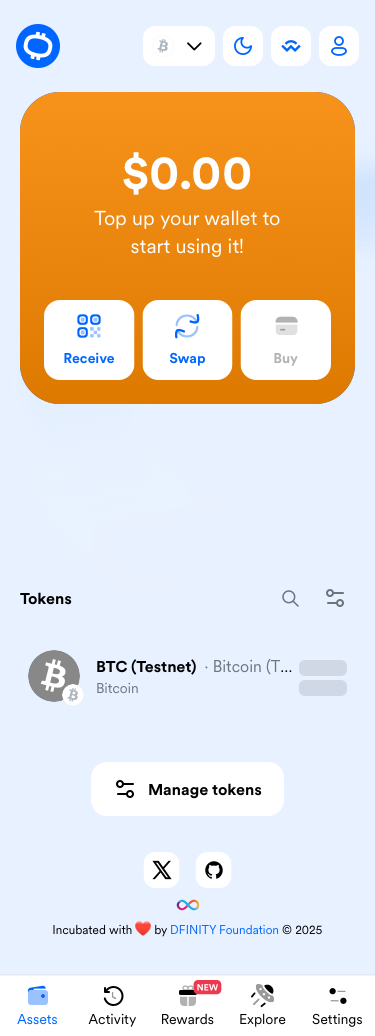 $0.00
Top up your wallet to
start using it!
Receive
Swap
Buy
Tokens
BTC (Testnet) · Bitcoin (T...
Bitcoin
Manage tokens
Incubated with ❤️ by DFINITY Foundation © 2025
NEW
Assets
Activity
Rewards
Explore
Settings